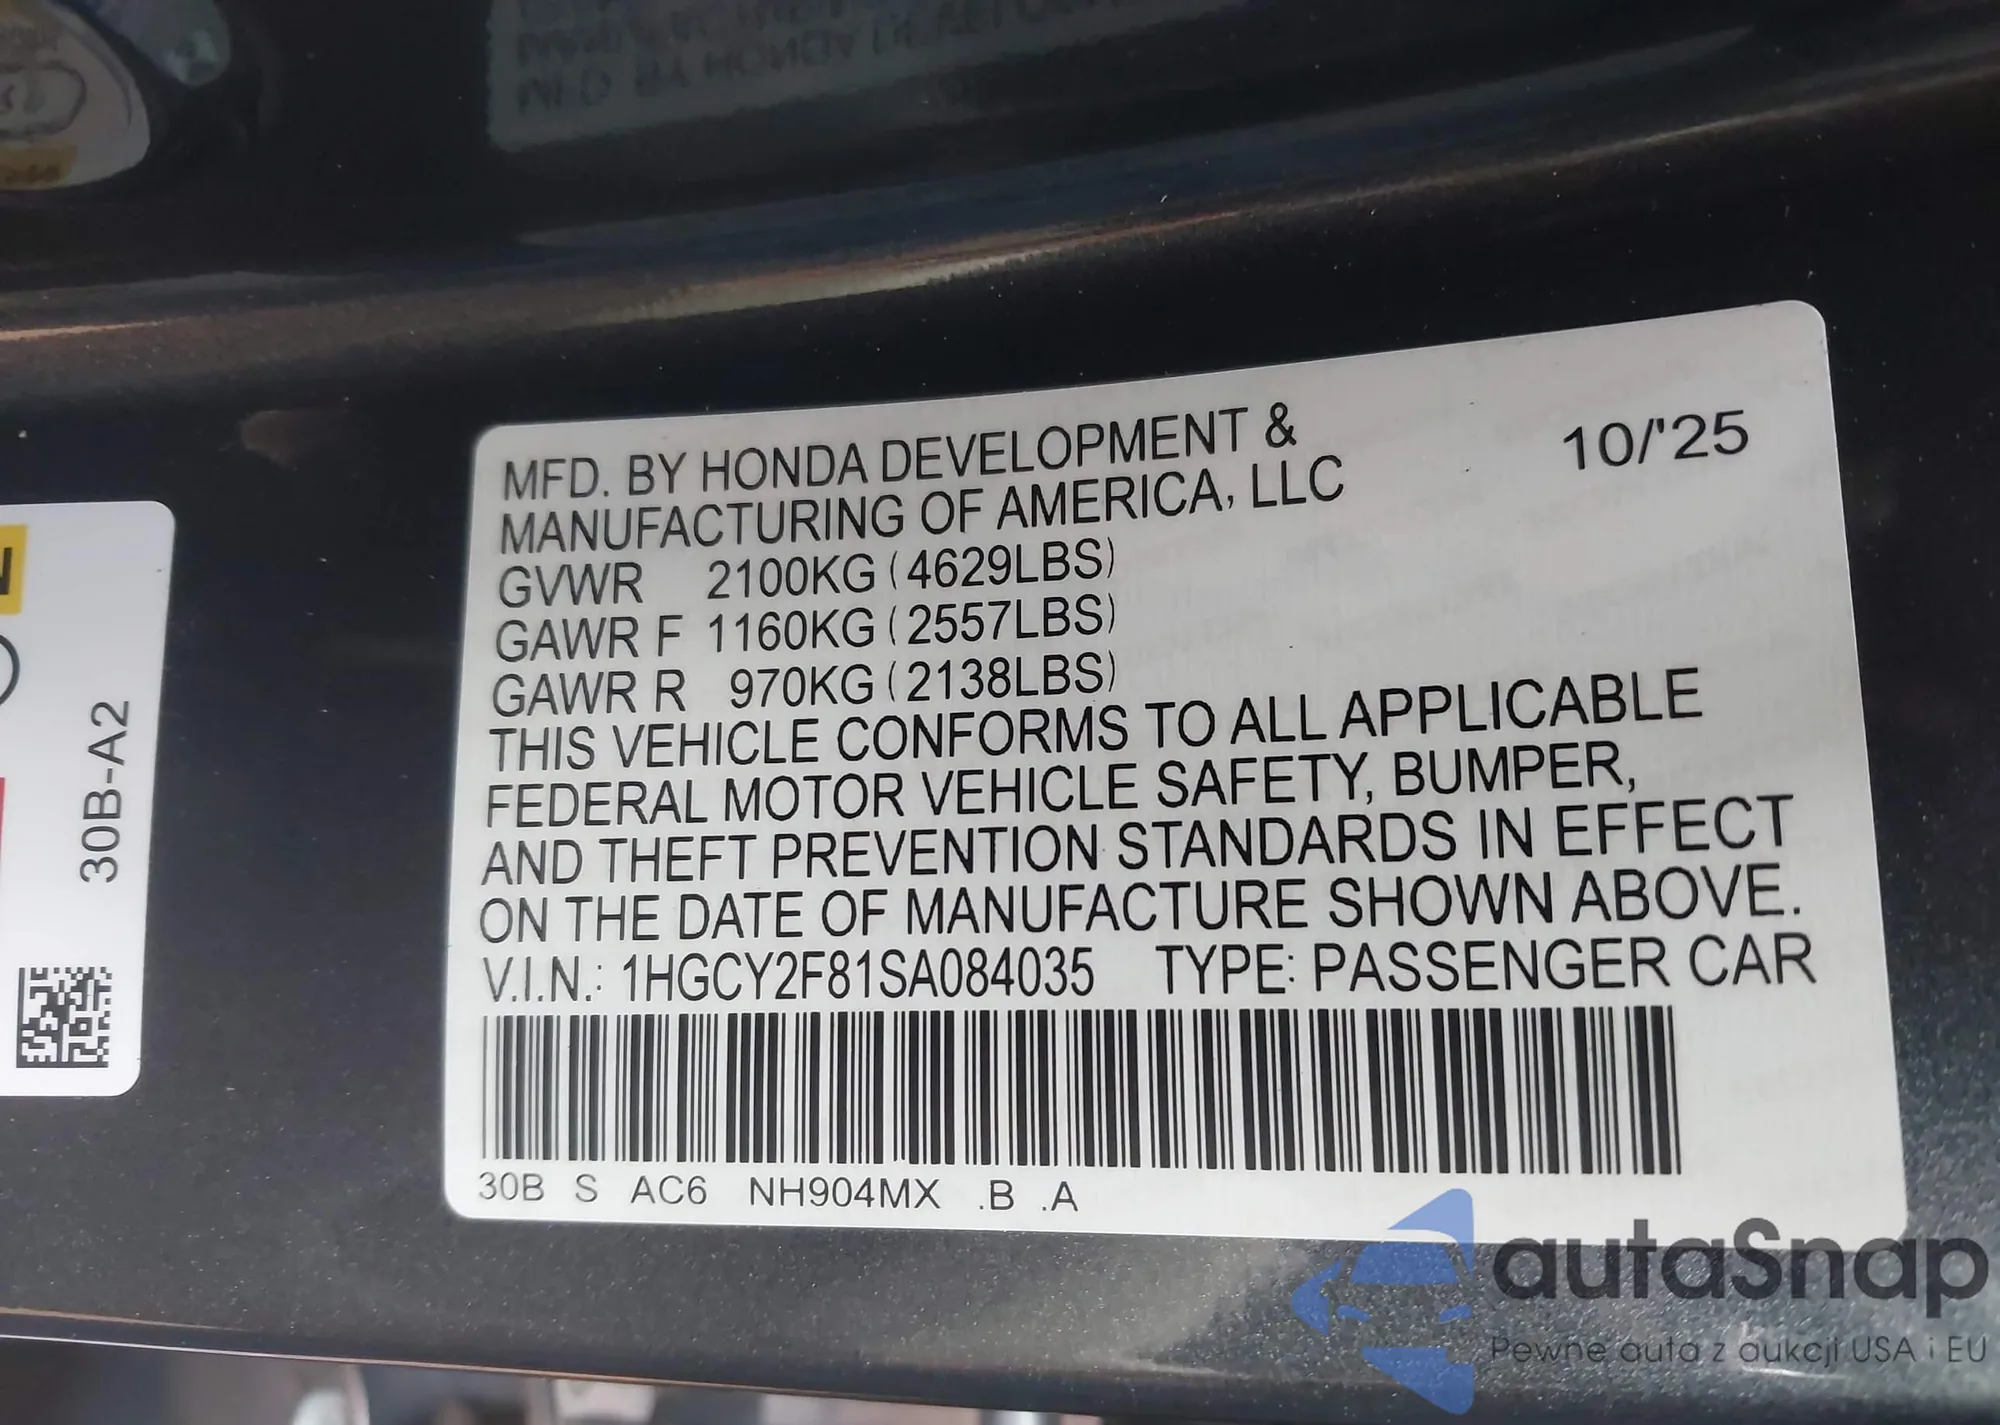 MFD. BY HONDA DEVELOPMENT & 10/'25
MANUFACTURING OF AMERICA, LLC
GVWR 2100KG (4629LBS)
GAWR F 1160KG (2557LBS)
GAWR R 970KG (2138LBS)
THIS VEHICLE CONFORMS TO ALL APPLICABLE
FEDERAL MOTOR VEHICLE SAFETY, BUMPER,
AND THEFT PREVENTION STANDARDS IN EFFECT
ON THE DATE OF MANUFACTURE SHOWN ABOVE.
V.I.N.: 1HGCY2F81SA084035 TYPE: PASSENGER CAR
30B S AC6 NH904MX .B .A
30B-A2
autaSnap
Pewne auta z aukcji USA i EU